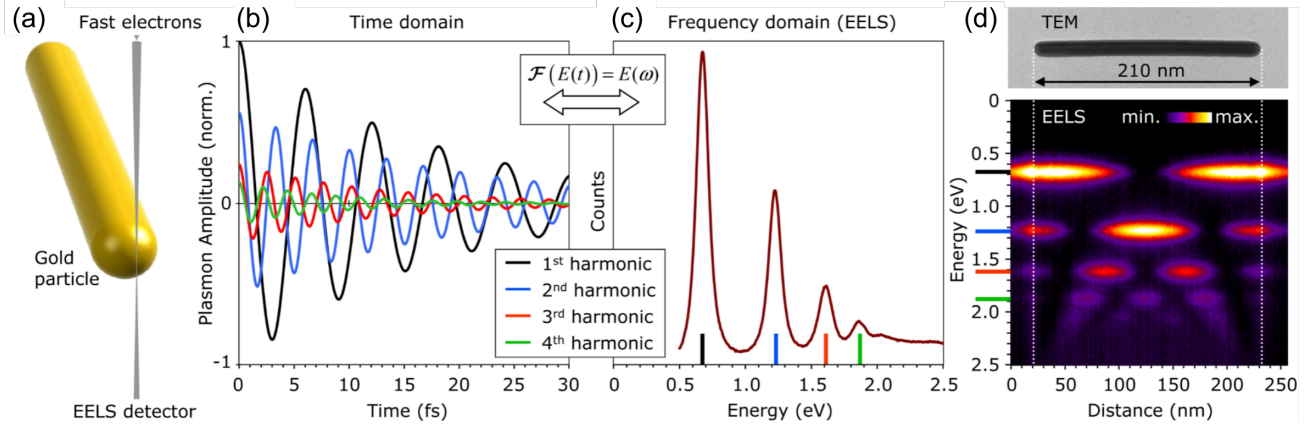 (a)
Fast electrons
Gold
particle
EELS detector
(b)
Time domain
Plasmon Amplitude (norm.)
1
0
-1
0
5
10
15
20
25
30
Time (fs)
1st harmonic
2nd harmonic
3rd harmonic
4th harmonic
ℱ(E(t)) = E(ω)
(c)
Frequency domain (EELS)
Counts
0
0.5
1.0
1.5
2.0
2.5
Energy (eV)
(d)
TEM
210 nm
EELS
min.
max.
Energy (eV)
0
0.5
1.0
1.5
2.0
2.5
0
50
100
150
200
250
Distance (nm)